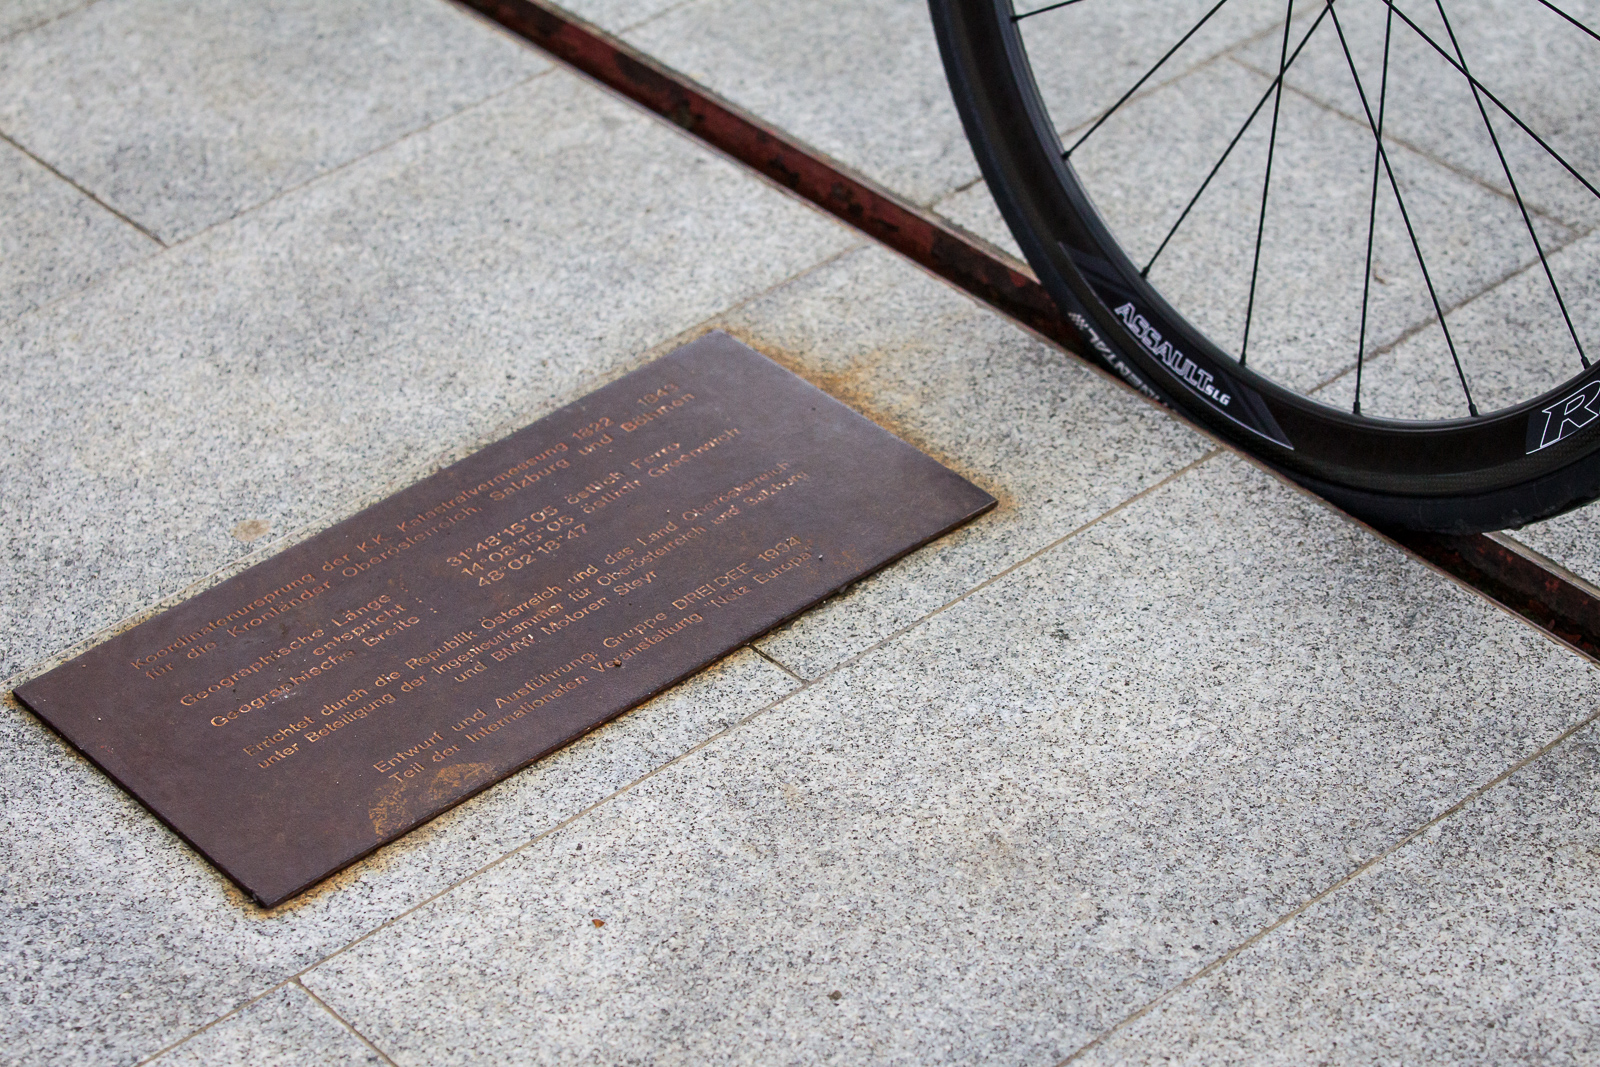 Koordinatenursprung der K.K. Katastralvermessung 1822 1843
für die Kronländer Oberösterreich, Salzburg und Böhmen
Geographische Länge : 31°48'15"05 östlich Ferro
entspricht : 14°08'15"05 östlich Greenwich
Geographische Breite 48°02'18"47
Errichtet durch die Republik Österreich und das Land Oberösterreich
unter Beteiligung der Ingenieurkammer für Oberösterreich und Salzburg
und BMW Motoren Steyr
Entwurf und Ausführung: Gruppe DREIDEE 1994
Teil der Internationalen Veranstaltung "Netz Europa"
ASSAULT SLG
R